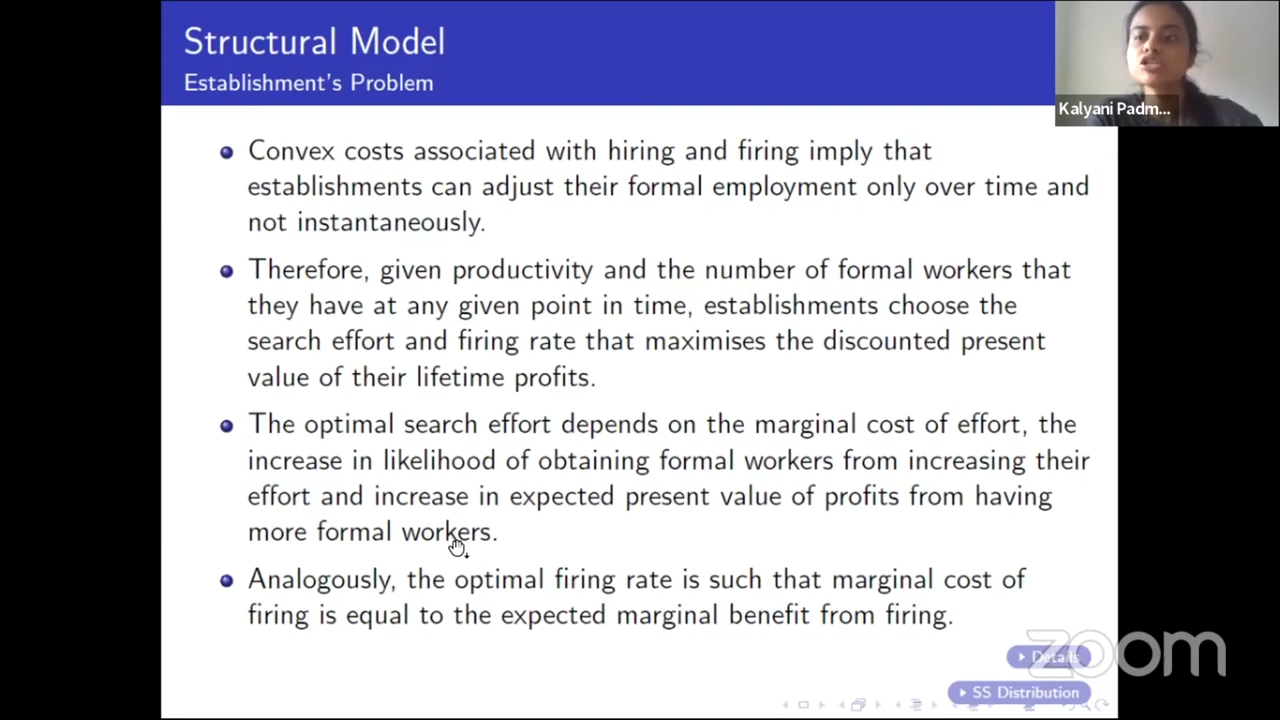 Structural Model
Establishment's Problem
Kalyani Padm...
Convex costs associated with hiring and firing imply that
establishments can adjust their formal employment only over time and
not instantaneously.
Therefore, given productivity and the number of formal workers that
they have at any given point in time, establishments choose the
search effort and firing rate that maximises the discounted present
value of their lifetime profits.
The optimal search effort depends on the marginal cost of effort, the
increase in likelihood of obtaining formal workers from increasing their
effort and increase in expected present value of profits from having
more formal workers.
Analogously, the optimal firing rate is such that marginal cost of
firing is equal to the expected marginal benefit from firing.
Details
zoom
SS Distribution